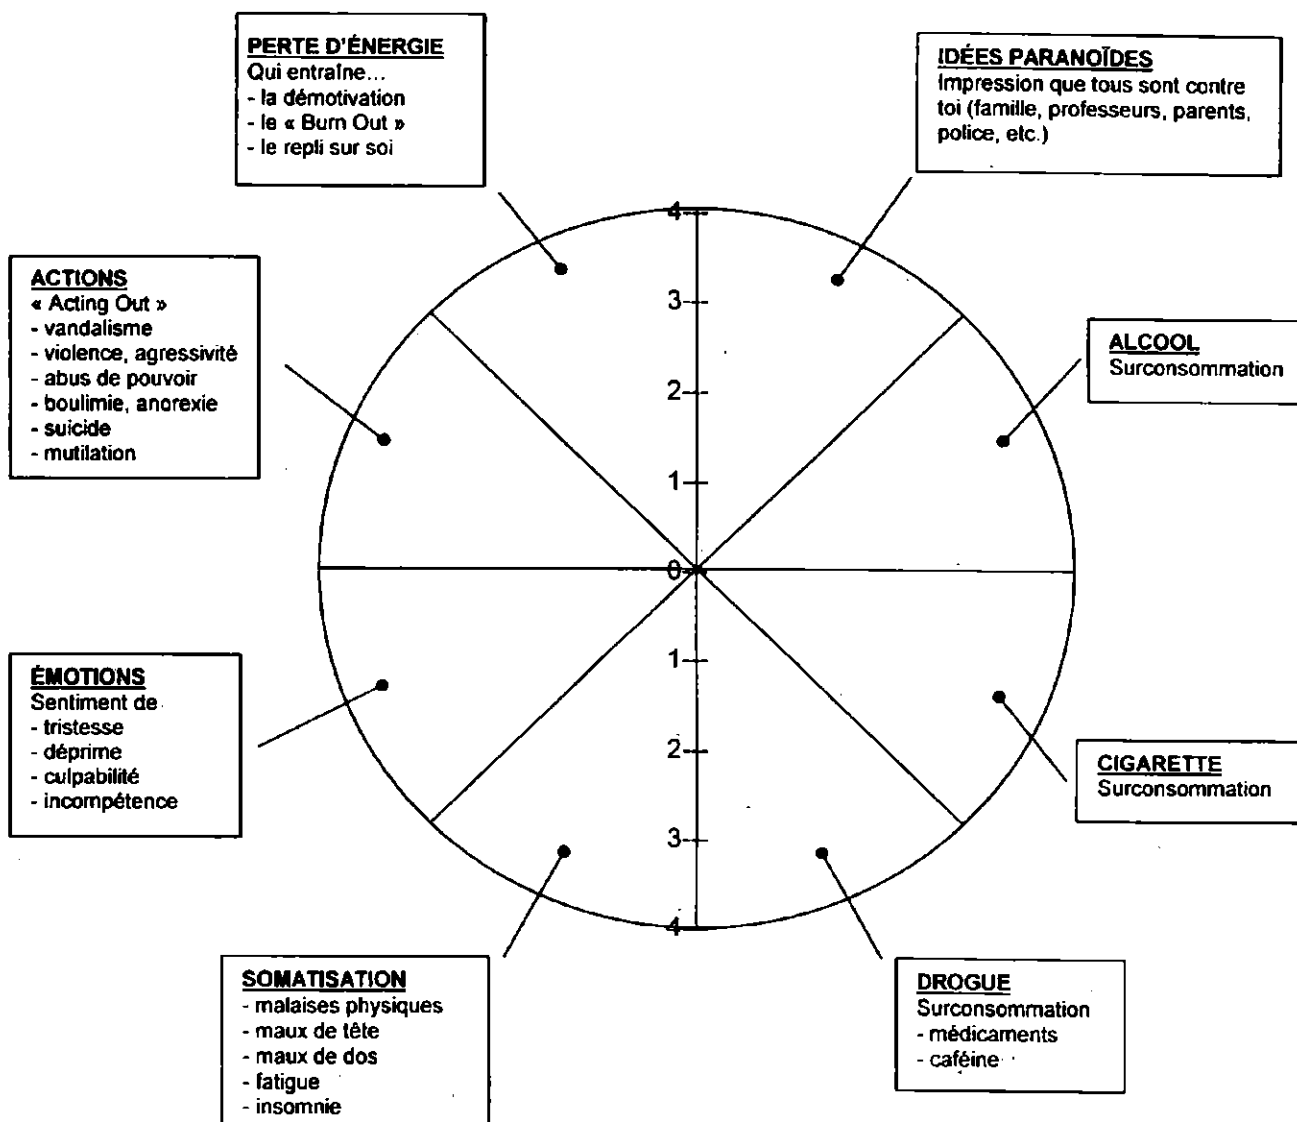 PERTE D'ÉNERGIE
Qui entraîne...
- la démotivation
- le « Burn Out »
- le repli sur soi
IDÉES PARANOÏDES
Impression que tous sont contre
toi (famille, professeurs, parents,
police, etc.)
ACTIONS
« Acting Out »
- vandalisme
- violence, agressivité
- abus de pouvoir
- boulimie, anorexie
- suicide
- mutilation
ALCOOL
Surconsommation
4
3
2
1
0
1
2
3
4
ÉMOTIONS
Sentiment de
- tristesse
- déprime
- culpabilité
- incompétence
CIGARETTE
Surconsommation
SOMATISATION
- malaises physiques
- maux de tête
- maux de dos
- fatigue
- insomnie
DROGUE
Surconsommation
- médicaments
- caféine